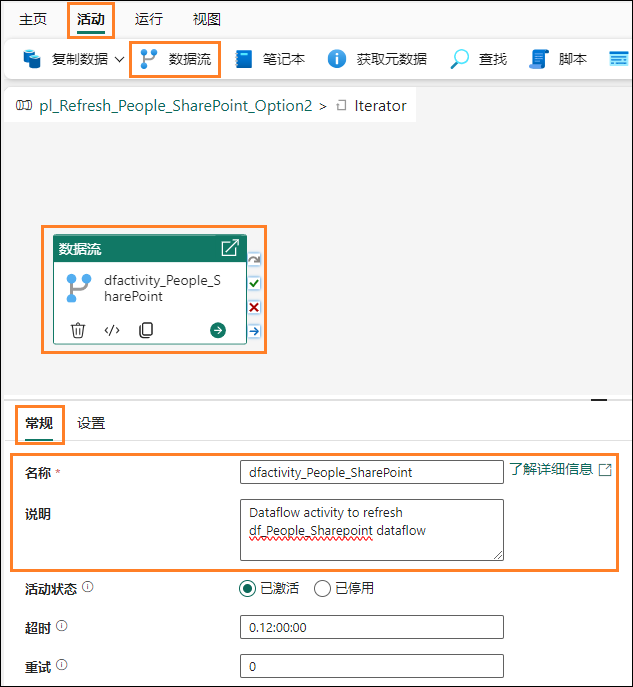 主页 活动 运行 视图
复制数据 数据流 笔记本 获取元数据 查找 脚本
pl_Refresh_People_SharePoint_Option2 > Iterator
数据流
dfactivity_People_S
harePoint
常规 设置
名称 * dfactivity_People_SharePoint 了解详细信息
说明 Dataflow activity to refresh
df_People_Sharepoint dataflow
活动状态 已激活 已停用
超时 0.12:00:00
重试 0